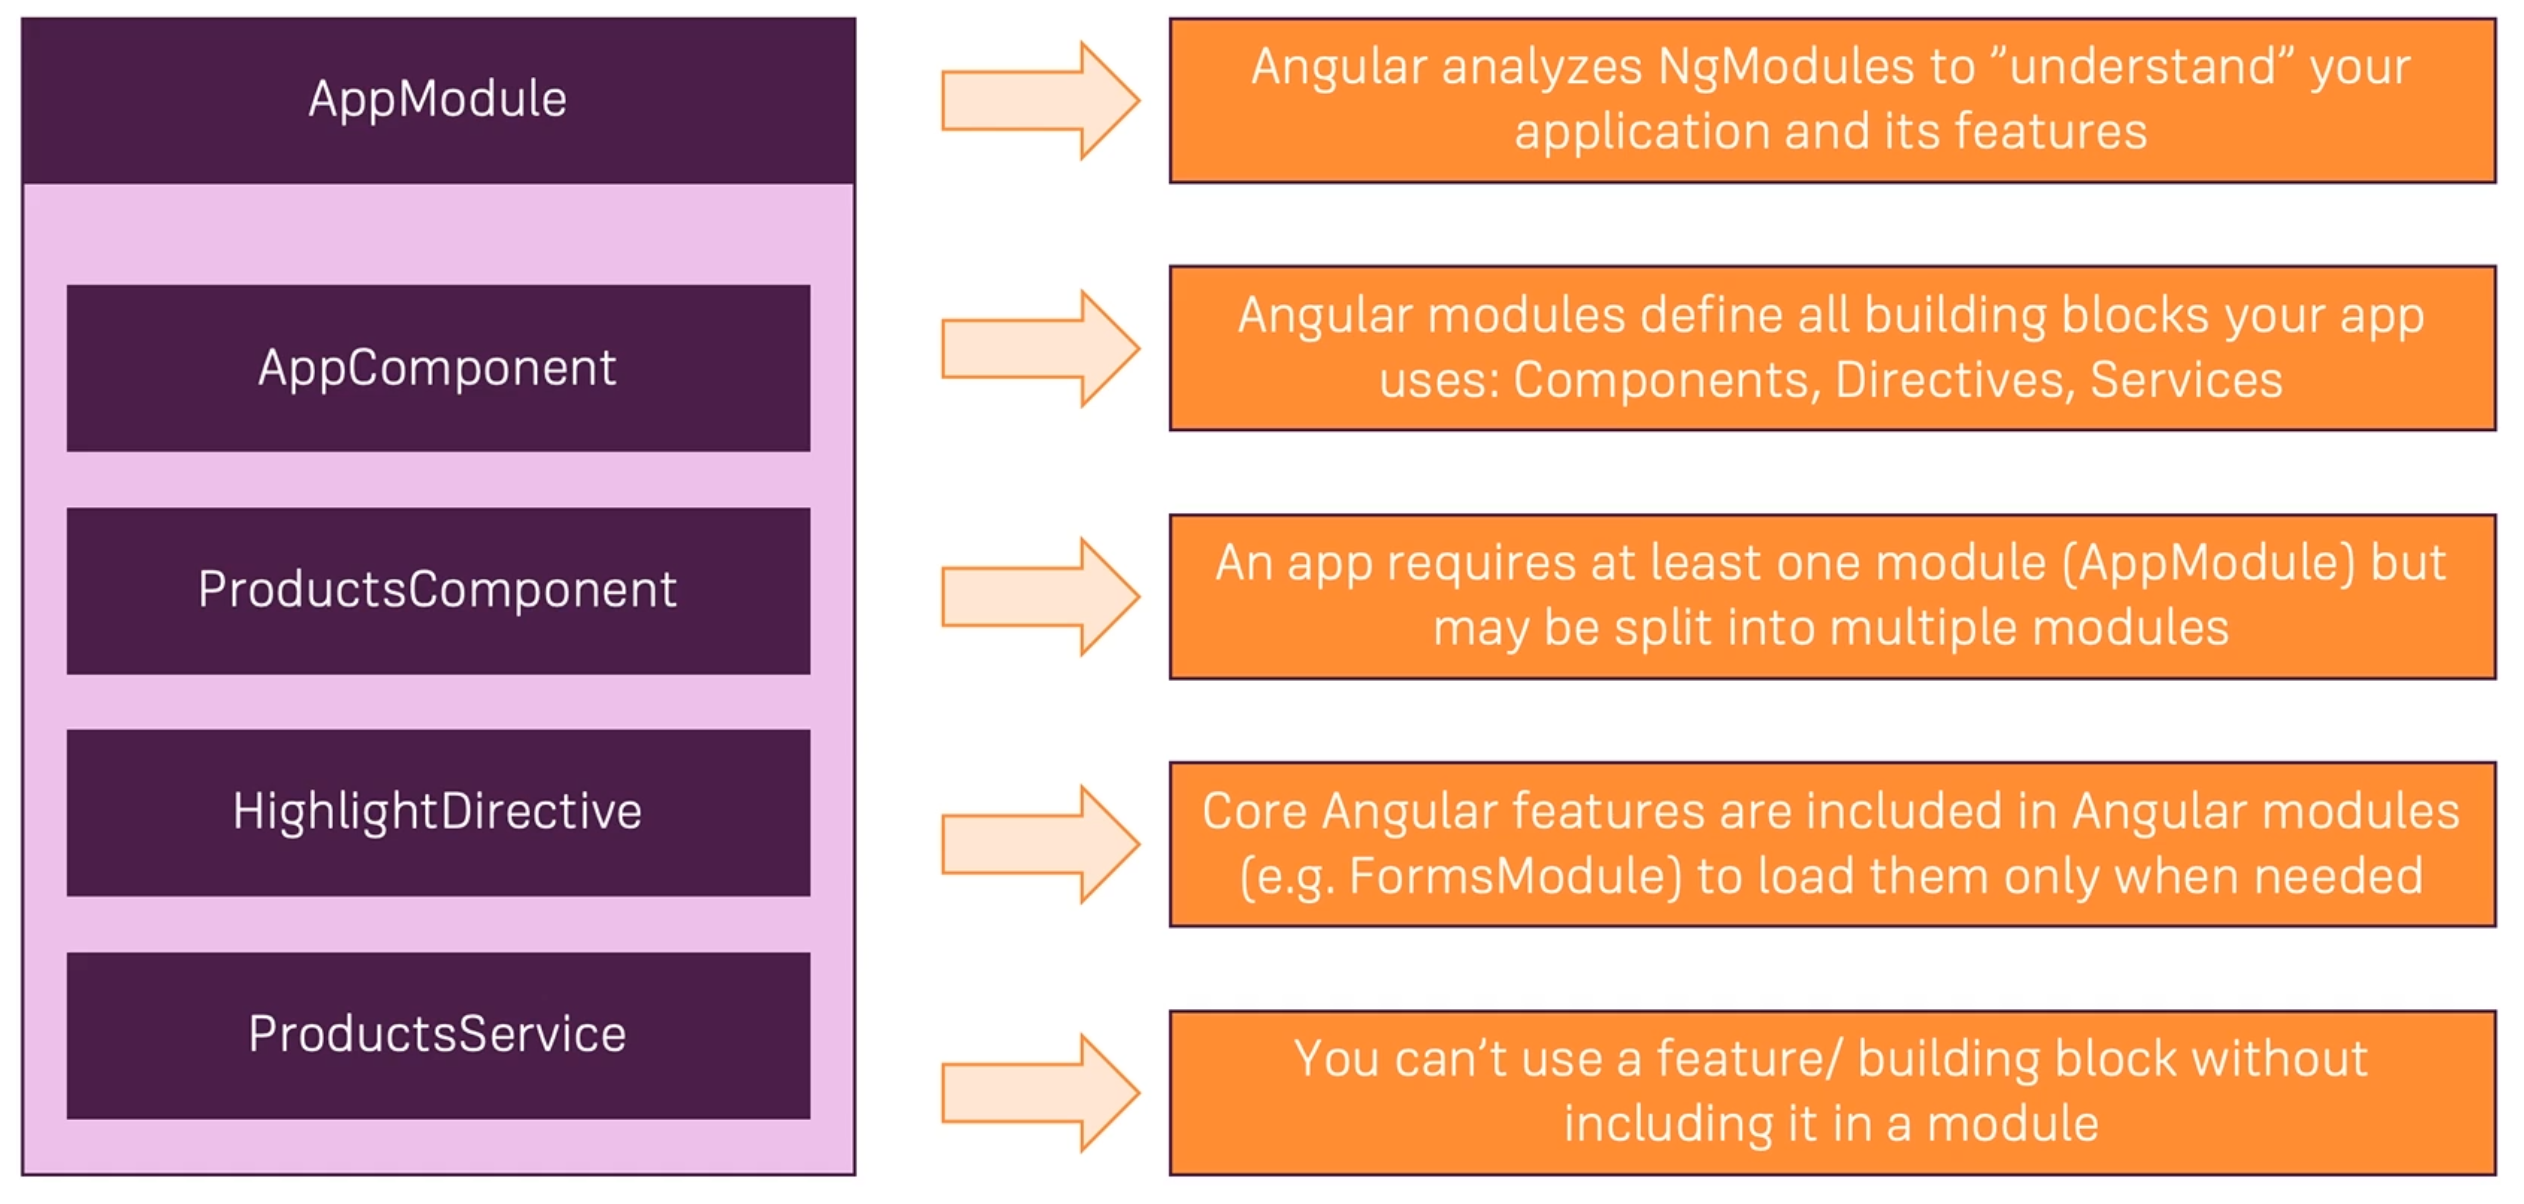 AppModule
AppComponent
ProductsComponent
HighlightDirective
ProductsService
Angular analyzes NgModules to ”understand” your
application and its features
Angular modules define all building blocks your app
uses: Components, Directives, Services
An app requires at least one module (AppModule) but
may be split into multiple modules
Core Angular features are included in Angular modules
(e.g. FormsModule) to load them only when needed
You can’t use a feature/ building block without
including it in a module